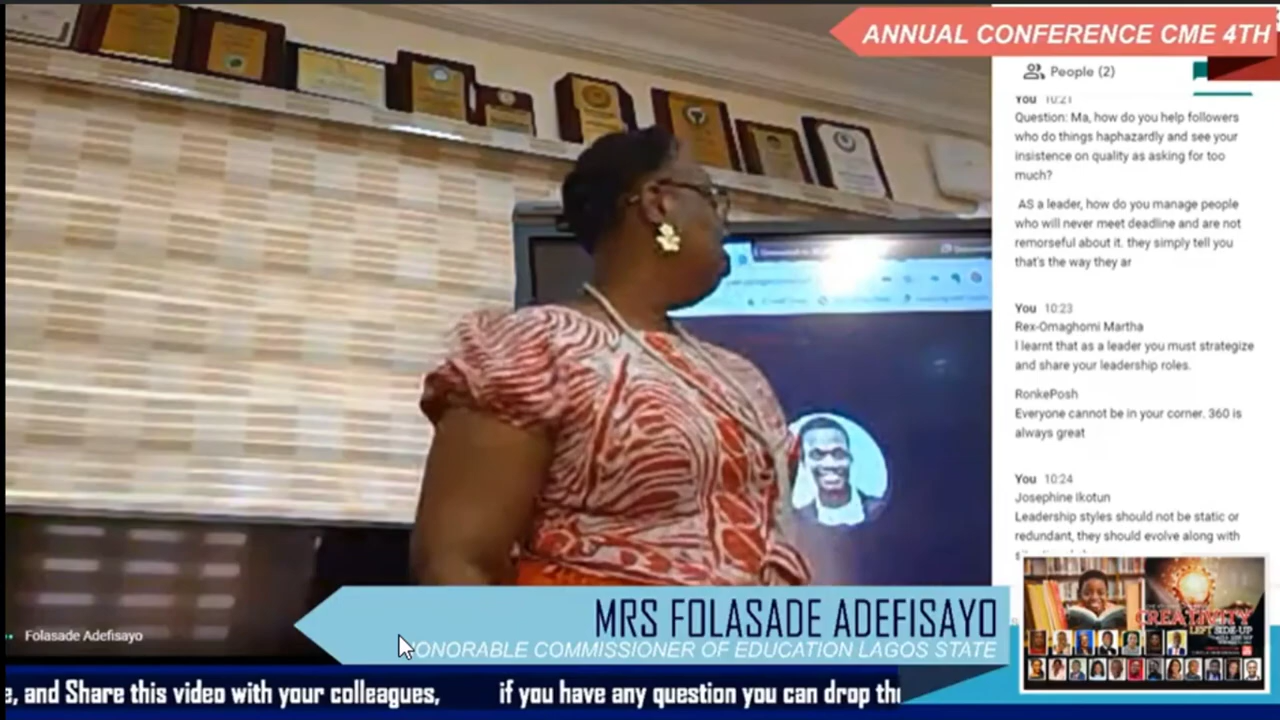 ANNUAL CONFERENCE CME 4TH
People (2)
You 10:21
Question: Ma, how do you help followers
who do things haphazardly and see your
insistence on quality as asking for too
much?
AS a leader, how do you manage people
who will never meet deadline and are not
remorseful about it. they simply tell you
that's the way they ar
You 10:23
Rex-Omaghomi Martha
I learnt that as a leader you must strategize
and share your leadership roles.
RonkePosh
Everyone cannot be in your corner. 360 is
always great
You 10:24
Josephine Ikotun
Leadership styles should not be static or
redundant, they should evolve along with
CREATIVITY
LEFT SIDE-UP
MRS FOLASADE ADEFISAYO
ONORABLE COMMISSIONER OF EDUCATION LAGOS STATE
Folasade Adefisayo
e, and Share this video with your colleagues, if you have any question you can drop